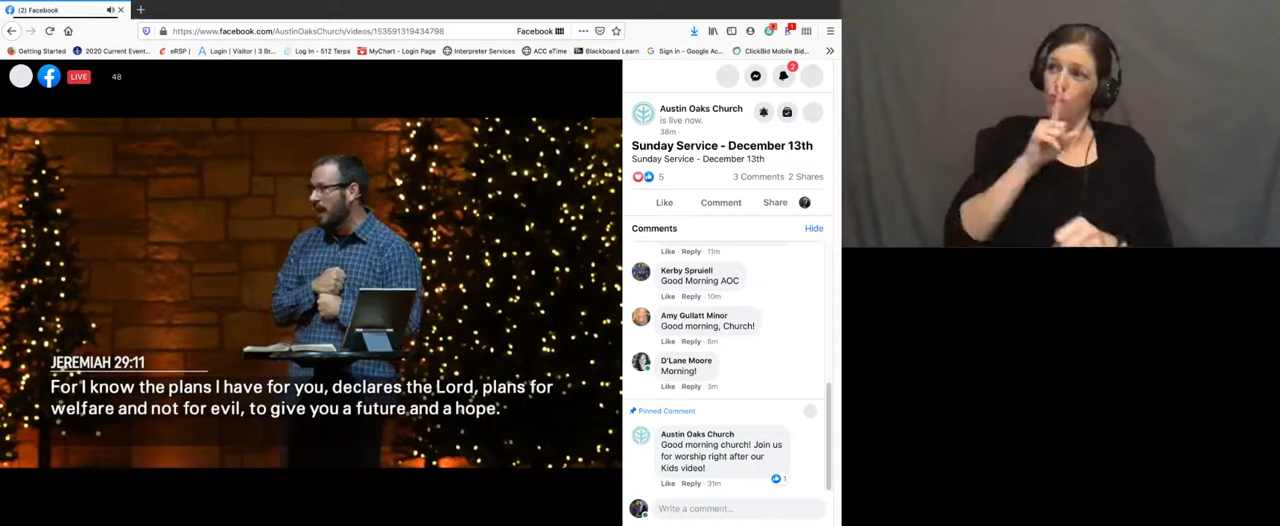 (2) Facebook
https://www.facebook.com/AustinOaksChurch/videos/153591319434798
Facebook
Getting Started
2020 Current Event...
eRSP |
Login | Visitor | 3 Br...
Log In - 512 Terps
MyChart - Login Page
Interpreter Services
ACC eTime
Blackboard Learn
Sign in - Google Ac...
ClickBid Mobile Bid...
LIVE
48
2
Austin Oaks Church
is live now.
38m ·
Sunday Service - December 13th
Sunday Service - December 13th
5
3 Comments 2 Shares
Like
Comment
Share
Comments
Hide
Like Reply 11m
Kerby Spruiell
Good Morning AOC
Like Reply 10m
Amy Gullatt Minor
Good morning, Church!
Like Reply 6m
D'Lane Moore
Morning!
Like Reply 3m
Pinned Comment
Austin Oaks Church
Good morning church! Join us
for worship right after our
Kids video!
1
Like Reply 31m
Write a comment...
JEREMIAH 29:11
For I know the plans I have for you, declares the Lord, plans for
welfare and not for evil, to give you a future and a hope.